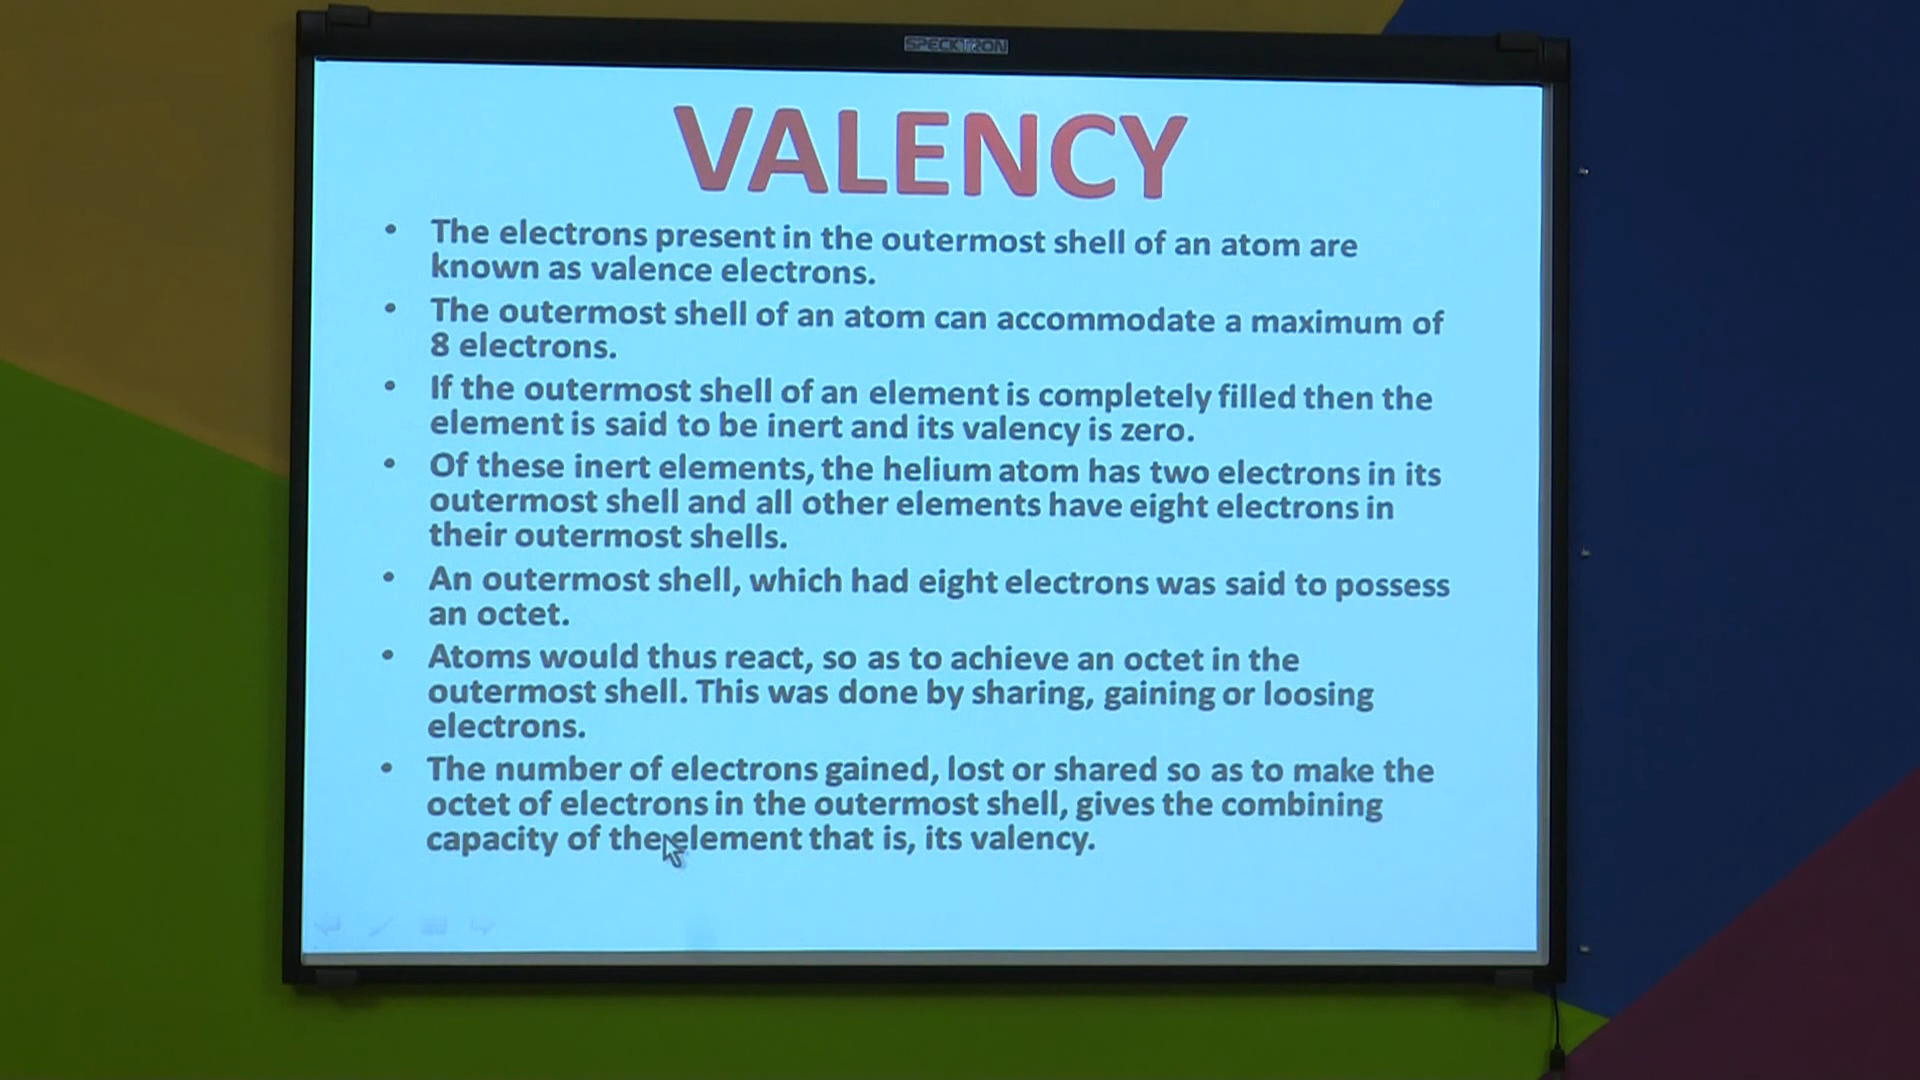 SPECKTRON
VALENCY
• The electrons present in the outermost shell of an atom are
known as valence electrons.
• The outermost shell of an atom can accommodate a maximum of
8 electrons.
• If the outermost shell of an element is completely filled then the
element is said to be inert and its valency is zero.
• Of these inert elements, the helium atom has two electrons in its
outermost shell and all other elements have eight electrons in
their outermost shells.
• An outermost shell, which had eight electrons was said to possess
an octet.
• Atoms would thus react, so as to achieve an octet in the
outermost shell. This was done by sharing, gaining or loosing
electrons.
• The number of electrons gained, lost or shared so as to make the
octet of electrons in the outermost shell, gives the combining
capacity of the element that is, its valency.